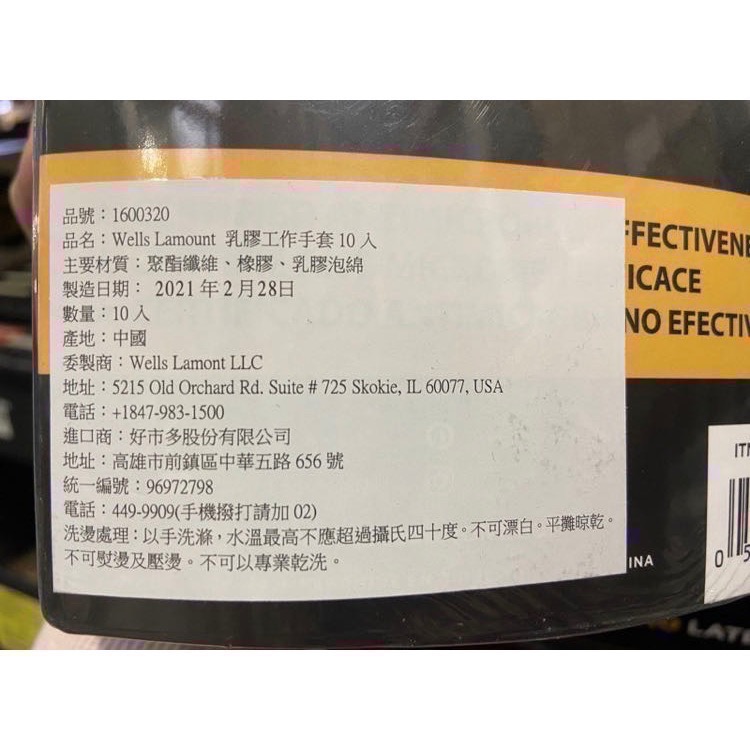 品號：1600320
品名：Wells Lamount 乳膠工作手套 10 入
主要材質：聚酯纖維、橡膠、乳膠泡綿
製造日期： 2021 年 2 月 28日
數量：10 入
產地：中國
委製商：Wells Lamont LLC
地址：5215 Old Orchard Rd. Suite # 725 Skokie, IL 60077, USA
電話：+1847-983-1500
進口商：好市多股份有限公司
地址：高雄市前鎮區中華五路 656 號
統一編號：96972798
電話：449-9909(手機撥打請加 02)
洗燙處理：以手洗滌，水溫最高不應超過攝氏四十度。不可漂白。平攤晾乾。
不可熨燙及壓燙。不可以專業乾洗。
FFECTIVENE
ICACE
NO EFECTIV
INA
ITM
0
LATE